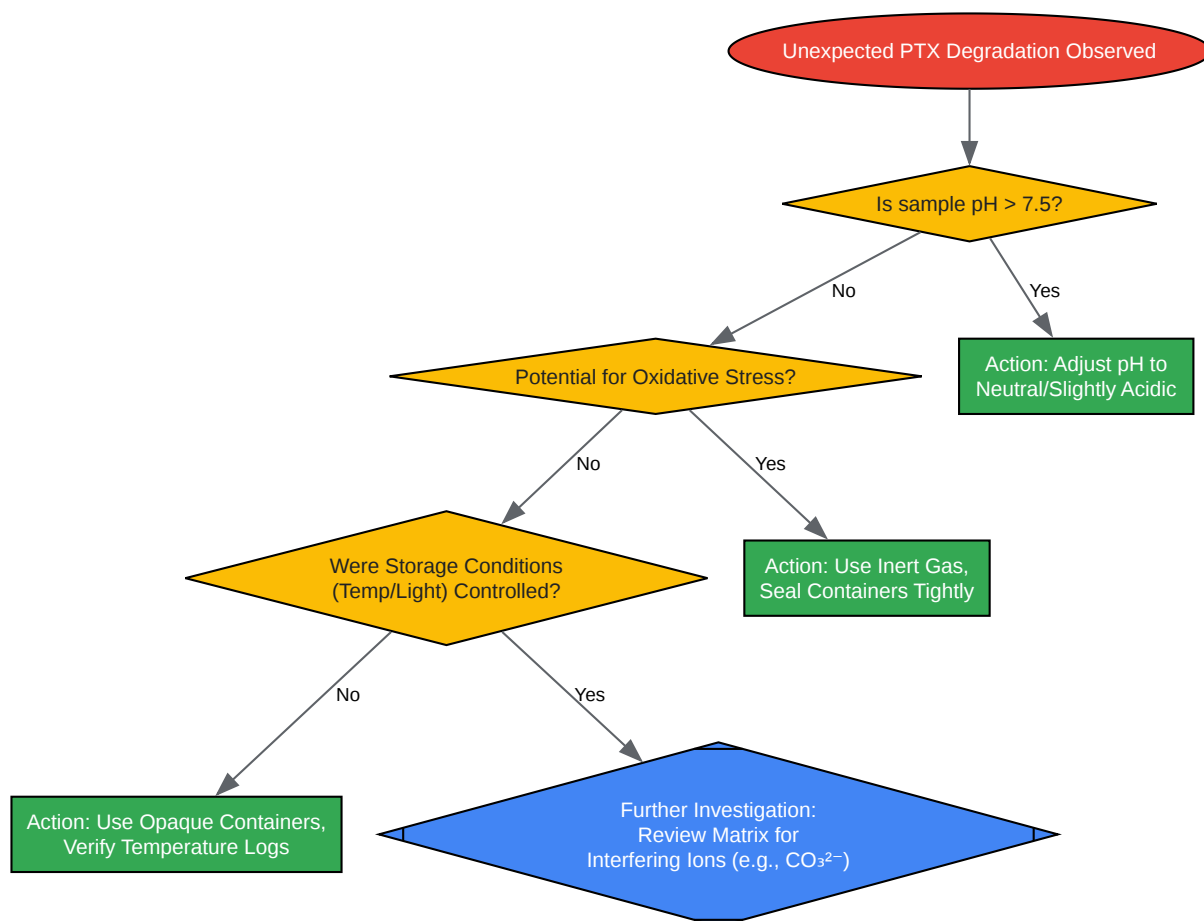 Unexpected PTX Degradation Observed
Is sample pH > 7.5?
No
Yes
Potential for Oxidative Stress?
Action: Adjust pH to
Neutral/Slightly Acidic
No
Yes
Were Storage Conditions
(Temp/Light) Controlled?
Action: Use Inert Gas,
Seal Containers Tightly
No
Yes
Action: Use Opaque Containers,
Verify Temperature Logs
Further Investigation:
Review Matrix for
Interfering Ions (e.g., CO₃²⁻)